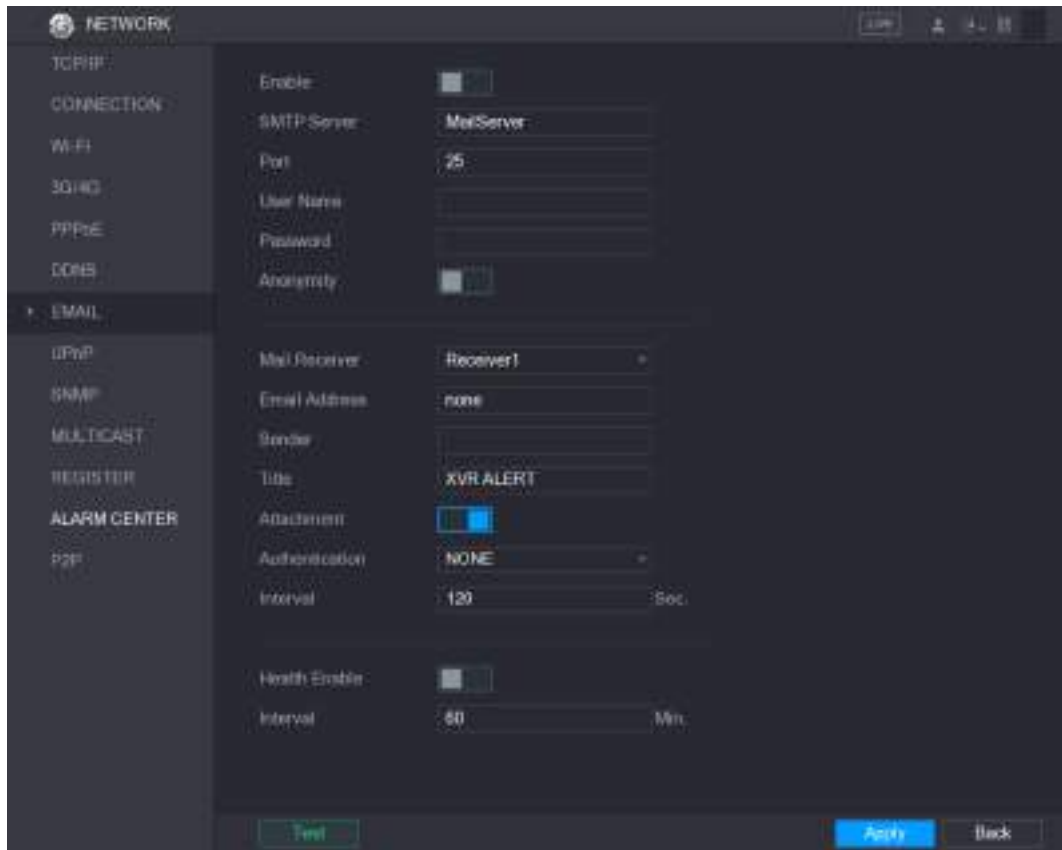 NETWORK
LIVE
TCP/IP
CONNECTION
WI-FI
3G/4G
PPPoE
DDNS
EMAIL
UPnP
SNMP
MULTICAST
REGISTER
ALARM CENTER
P2P
Enable
SMTP Server MailServer
Port 25
User Name
Password
Anonymity
Mail Receiver Receiver1
Email Address none
Sender
Title XVR ALERT
Attachment
Authentication NONE
Interval 120 Sec.
Health Enable
Interval 60 Min.
Test Apply Back